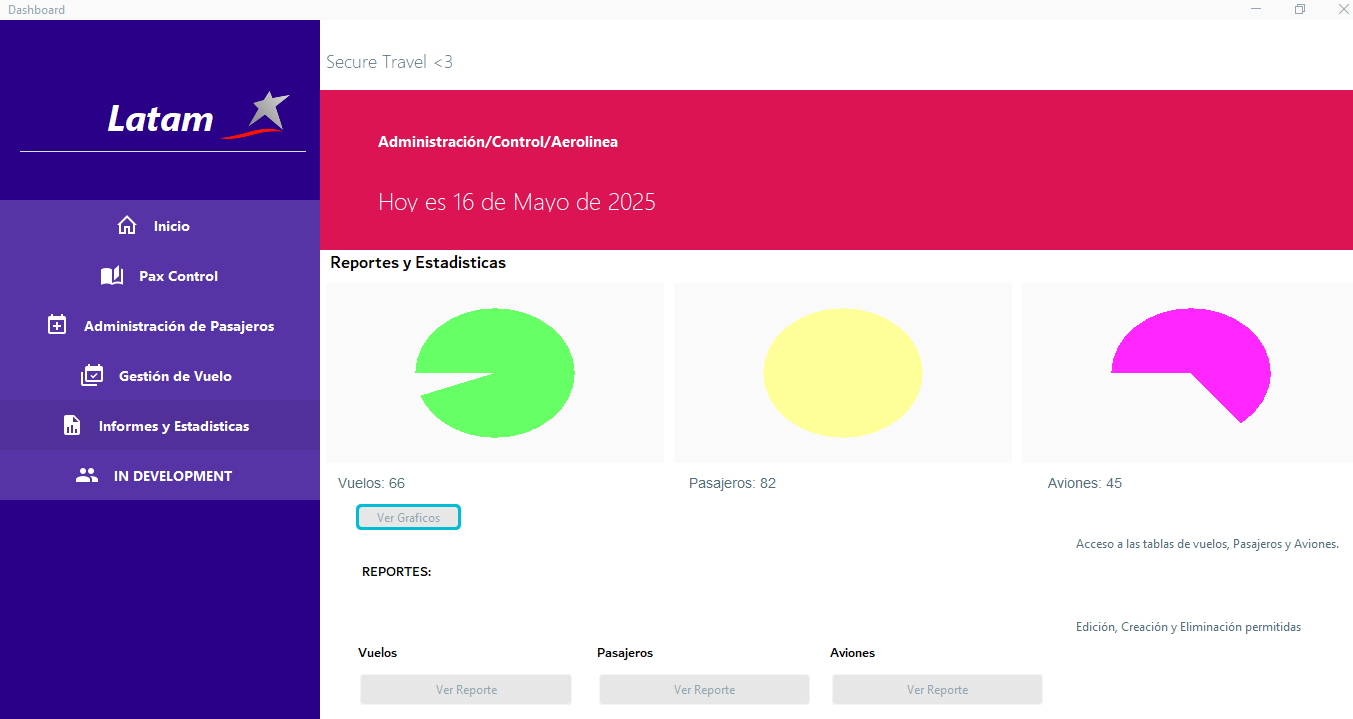 Dashboard
Secure Travel <3
Latam
Administración/Control/Aerolinea
Hoy es 16 de Mayo de 2025
Inicio
Pax Control
Administración de Pasajeros
Gestión de Vuelo
Informes y Estadisticas
IN DEVELOPMENT
Reportes y Estadisticas
Vuelos: 66
Pasajeros: 82
Aviones: 45
Ver Graficos
Acceso a las tablas de vuelos, Pasajeros y Aviones.
REPORTES:
Edición, Creación y Eliminación permitidas
Vuelos
Pasajeros
Aviones
Ver Reporte
Ver Reporte
Ver Reporte